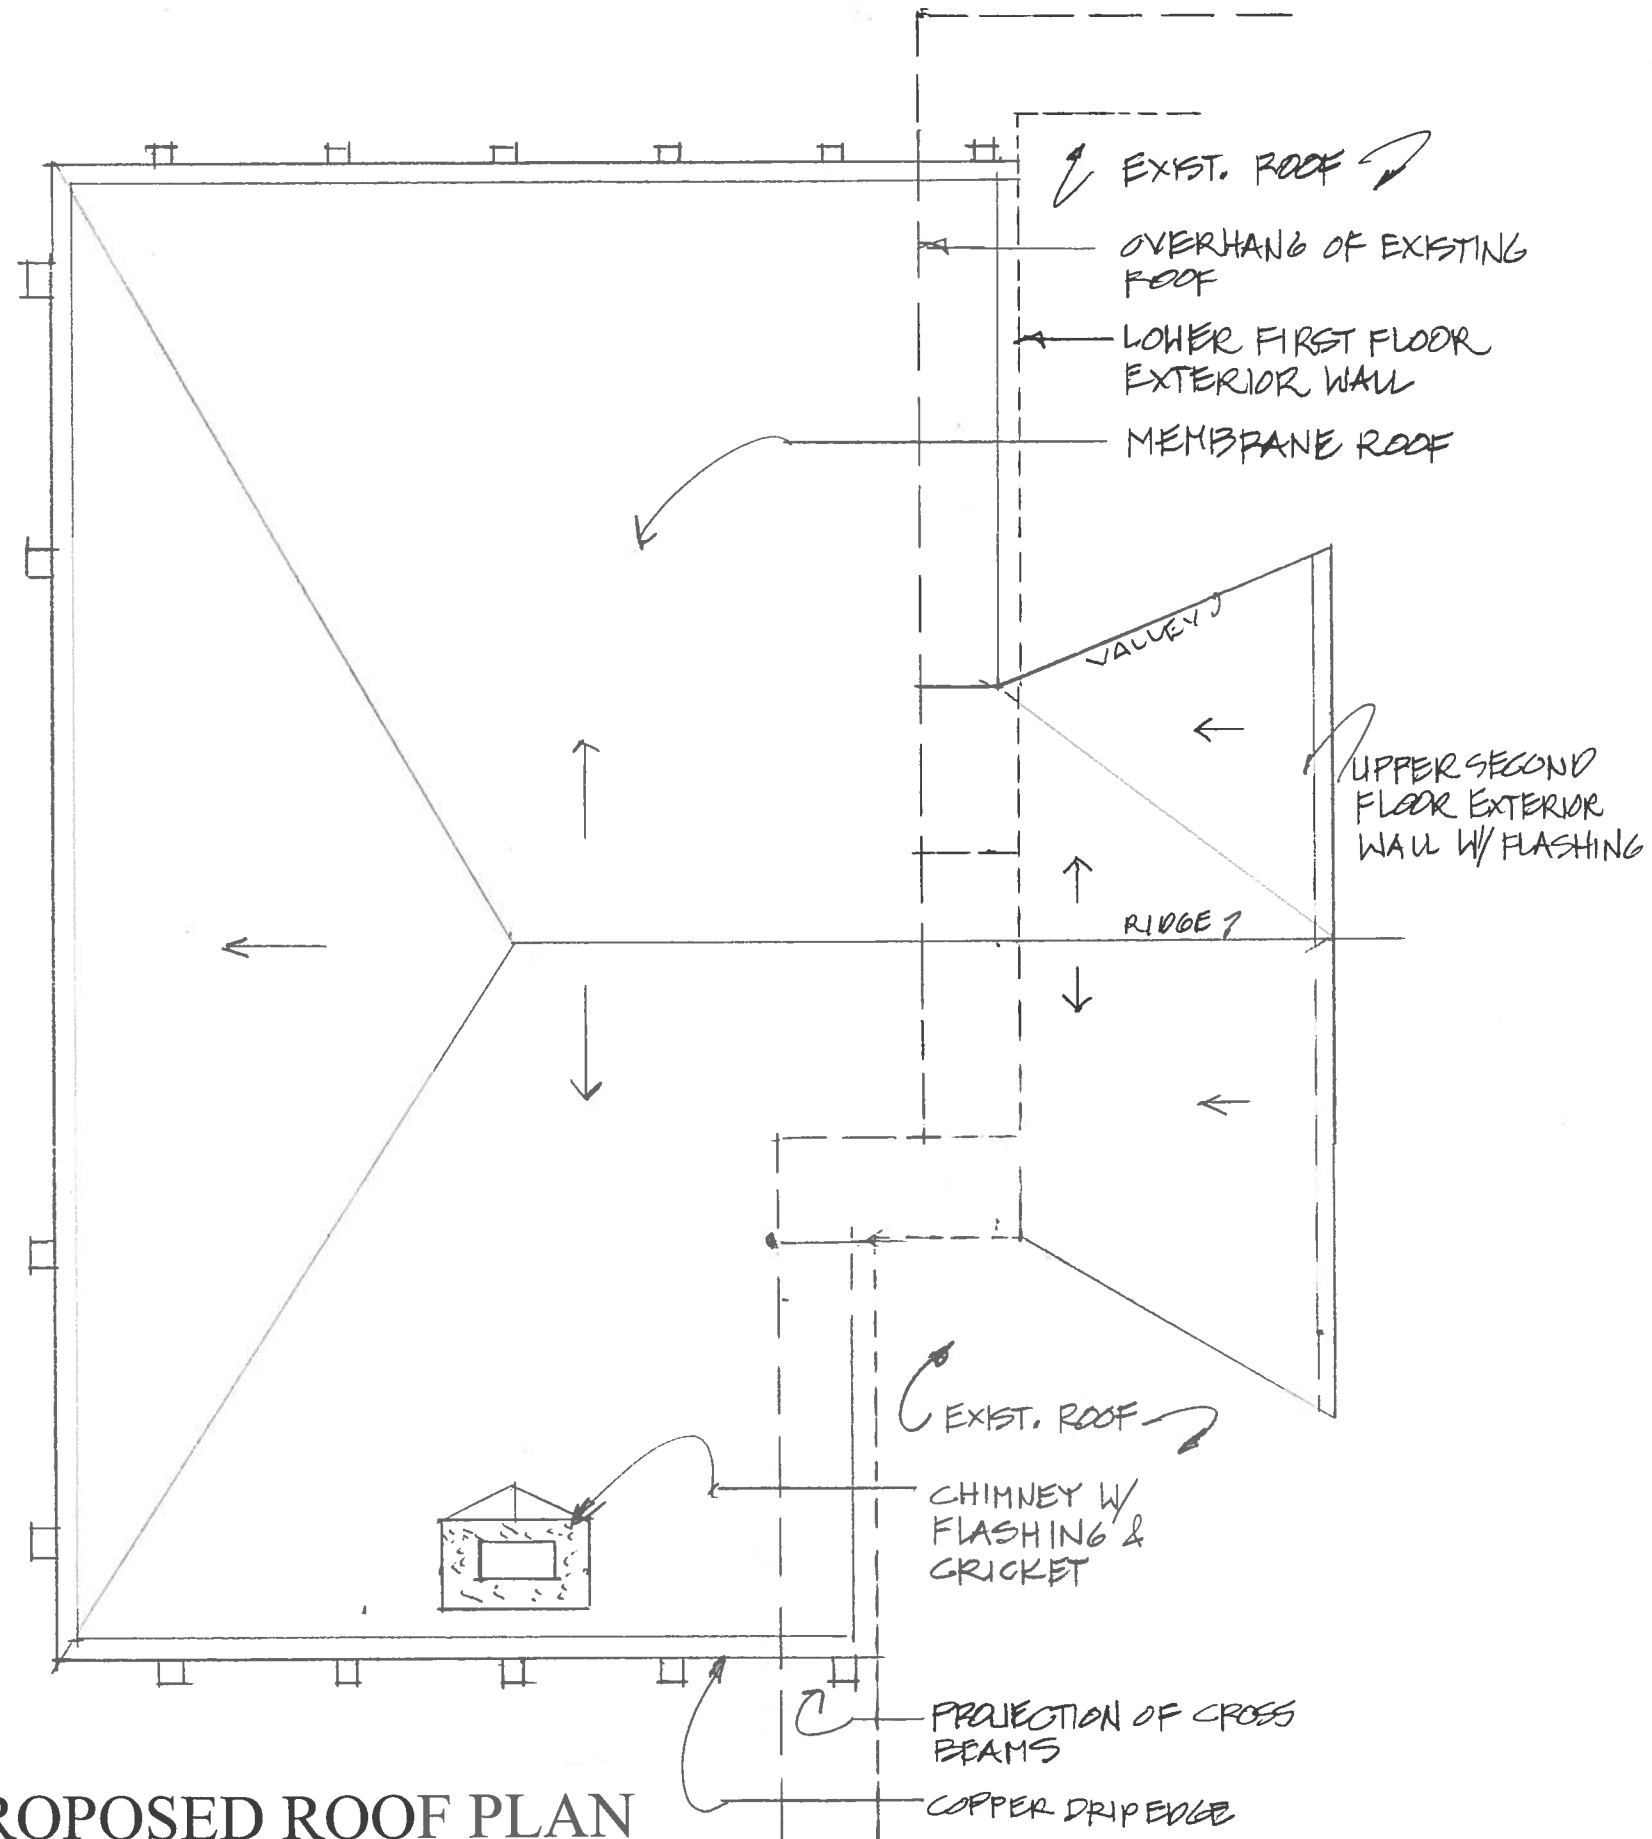 EXIST. ROOF
OVERHANG OF EXISTING
ROOF
LOWER FIRST FLOOR
EXTERIOR WALL
MEMBRANE ROOF
VALLEY
UPPER SECOND
FLOOR EXTERIOR
WALL W/ FLASHING
RIDGE
EXIST. ROOF
CHIMNEY W/
FLASHING &
CRICKET
PROJECTION OF CROSS
BEAMS
COPPER DRIP EDGE
ROPOSED ROOF PLAN